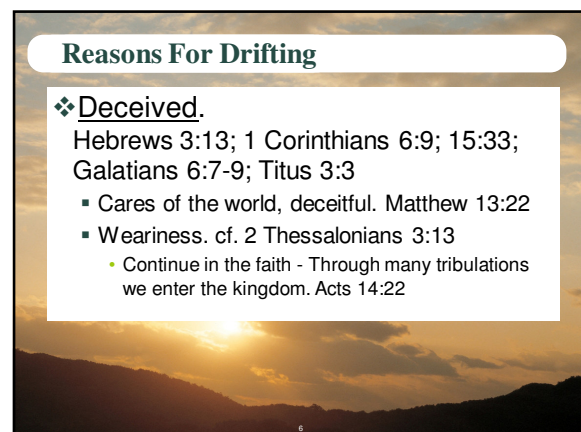 Reasons For Drifting
❖Deceived.
Hebrews 3:13; 1 Corinthians 6:9; 15:33;
Galatians 6:7-9; Titus 3:3
▪ Cares of the world, deceitful. Matthew 13:22
▪ Weariness. cf. 2 Thessalonians 3:13
• Continue in the faith - Through many tribulations
we enter the kingdom. Acts 14:22
6